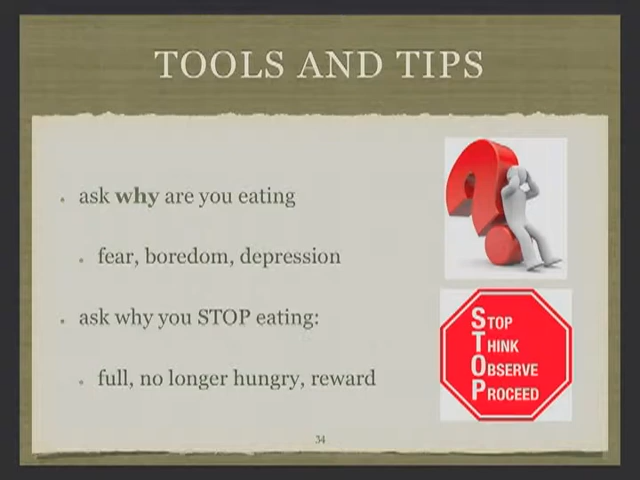 TOOLS AND TIPS
ask why are you eating
fear, boredom, depression
ask why you STOP eating:
full, no longer hungry, reward
STOP
THINK
OBSERVE
PROCEED
34